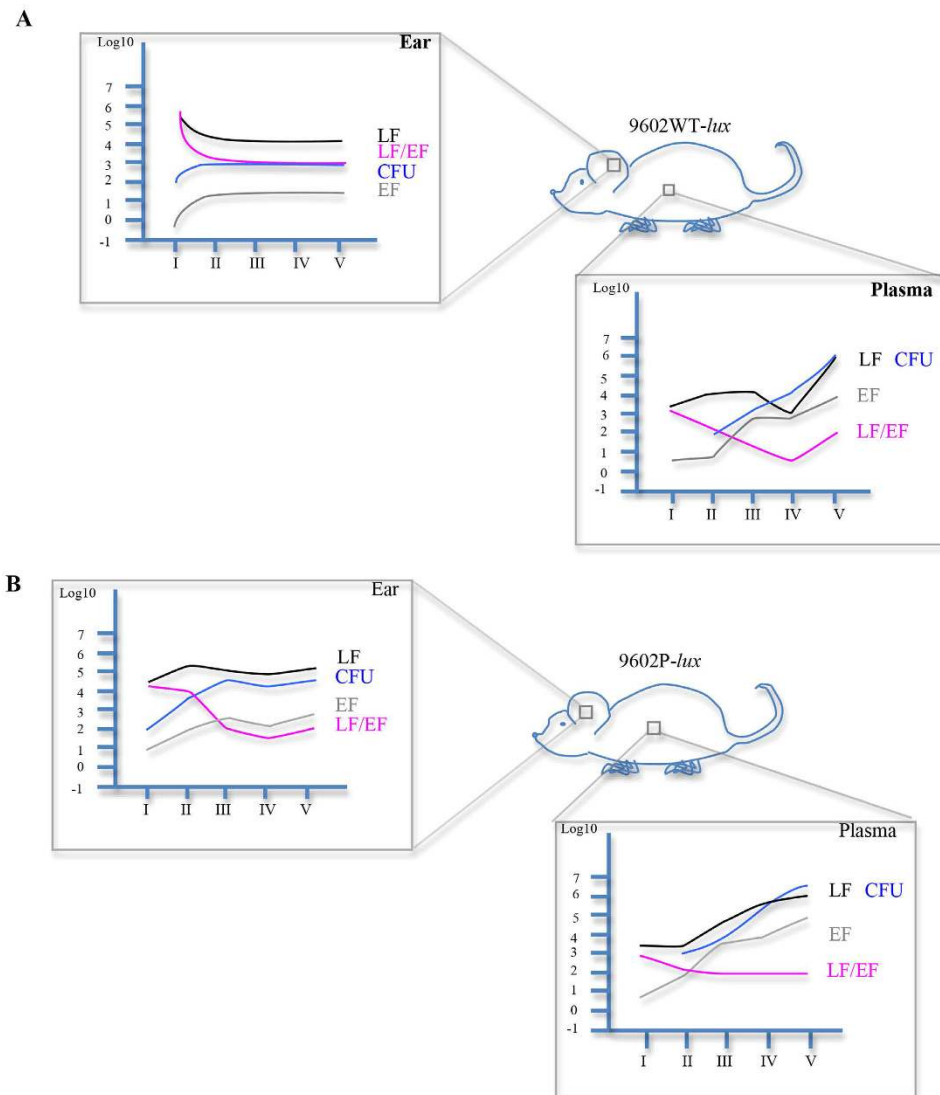 A
Log10
Ear
7
6
5
4
3
2
1
0
-1
I II III IV V
LF
LF/EF
CFU
EF
9602WT-lux
Log10
Plasma
7
6
5
4
3
2
1
0
-1
I II III IV V
LF CFU
EF
LF/EF
B
Log10
Ear
7
6
5
4
3
2
1
0
-1
I II III IV V
LF
CFU
EF
LF/EF
9602P-lux
Log10
Plasma
7
6
5
4
3
2
1
0
-1
I II III IV V
LF CFU
EF
LF/EF